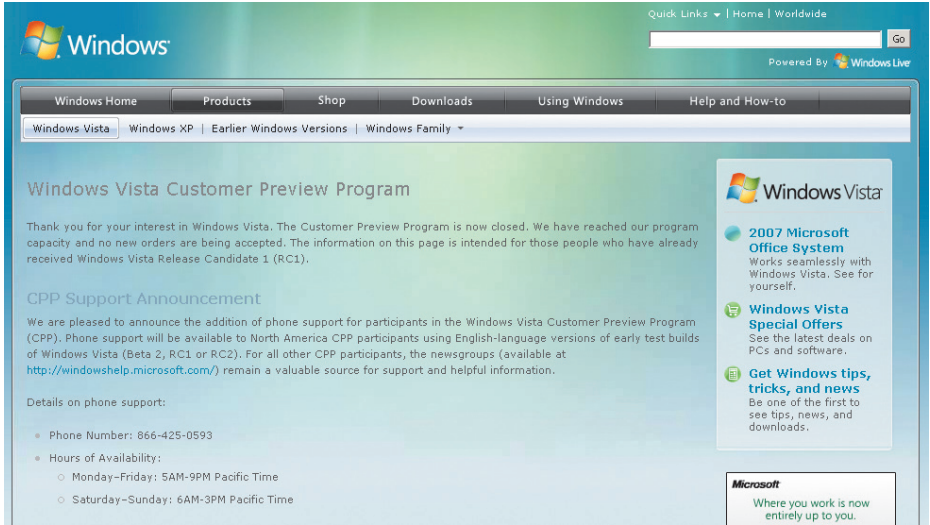 Quick Links | Home | Worldwide
Windows
Go
Powered By Windows Live
Windows Home Products Shop Downloads Using Windows Help and How-to
Windows Vista Windows XP | Earlier Windows Versions | Windows Family
Windows Vista Customer Preview Program
Thank you for your interest in Windows Vista. The Customer Preview Program is now closed. We have reached our program
capacity and no new orders are being accepted. The information on this page is intended for those people who have already
received Windows Vista Release Candidate 1 (RC1).
CPP Support Announcement
We are pleased to announce the addition of phone support for participants in the Windows Vista Customer Preview Program
(CPP). Phone support will be available to North America CPP participants using English-language versions of early test builds
of Windows Vista (Beta 2, RC1 or RC2). For all other CPP participants, the newsgroups (available at
http://windowshelp.microsoft.com/) remain a valuable source for support and helpful information.
Details on phone support:
Phone Number: 866-425-0593
Hours of Availability:
Monday-Friday: 5AM-9PM Pacific Time
Saturday-Sunday: 6AM-3PM Pacific Time
Windows Vista
2007 Microsoft
Office System
Works seamlessly with
Windows Vista. See for
yourself.
Windows Vista
Special Offers
See the latest deals on
PCs and software.
Get Windows tips,
tricks, and news
Be one of the first to
see tips, news, and
downloads.
Microsoft
Where you work is now
entirely up to you.